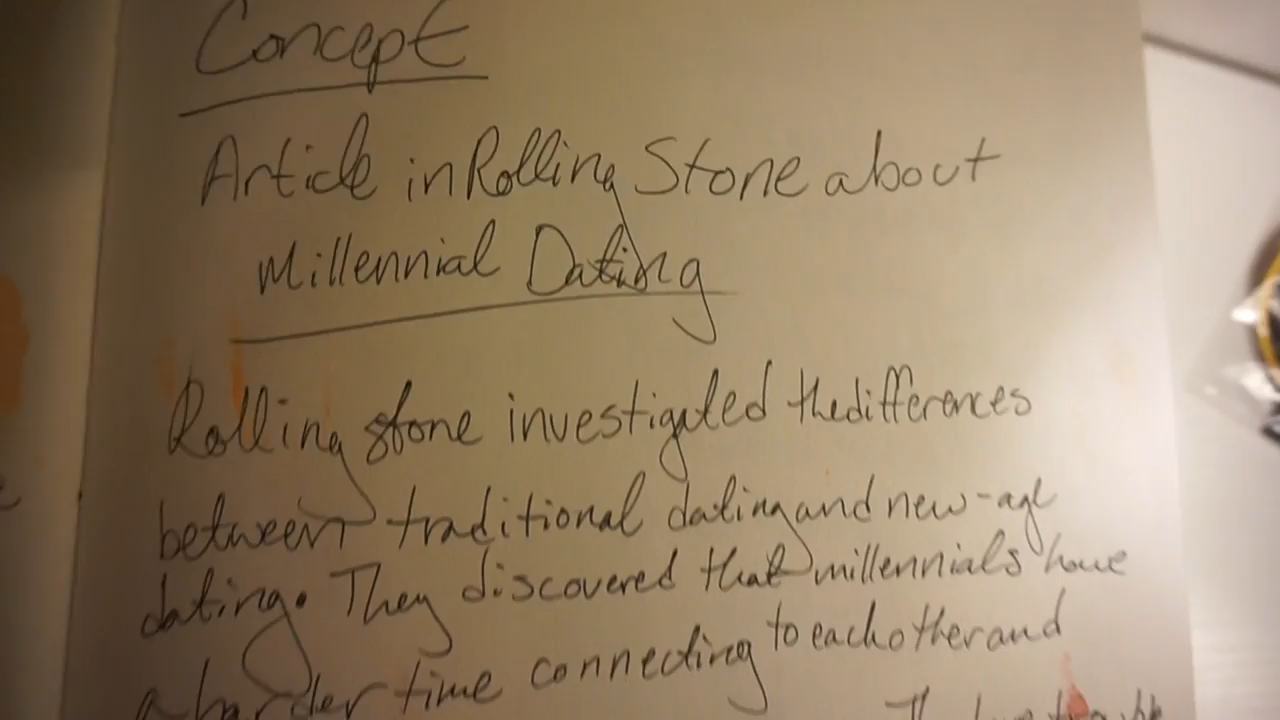 Concept
Article in Rolling Stone about
Millennial Dating
Rolling stone investigated the differences
between traditional dating and new-age
dating. They discovered that millennials have
a harder time connecting to each other and